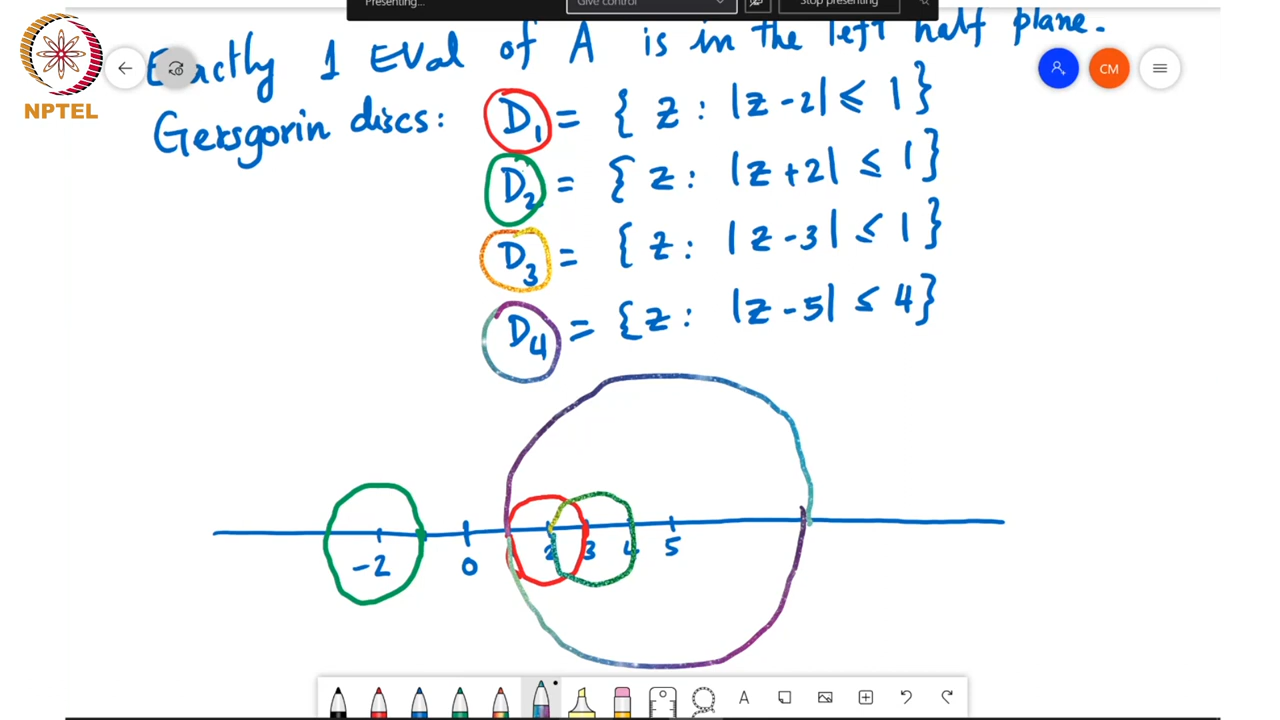 Presenting...
Give control
Stop presenting
Exactly 1 EVal of A is in the left half plane.
NPTEL
CM
Gersgorin discs: D₁ = { z : |z - 2| ≤ 1 }
D₂ = { z : |z + 2| ≤ 1 }
D₃ = { z : |z - 3| ≤ 1 }
D₄ = { z : |z - 5| ≤ 4 }
-2 0 2 3 4 5
A